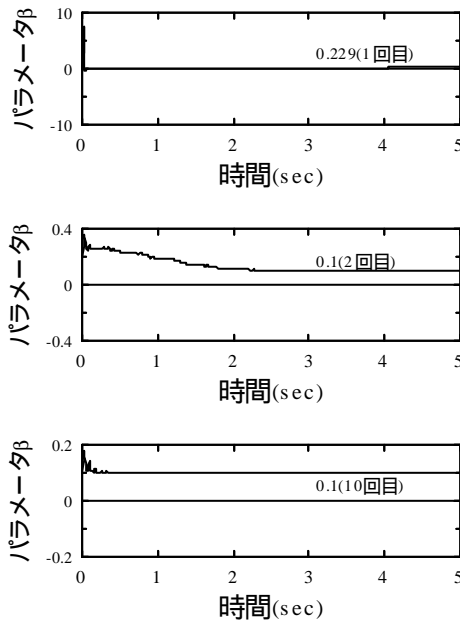 パラメータβ
10
0
-10
0.229(1回目)
0 1 2 3 4 5
時間(sec)
パラメータβ
0.4
0
-0.4
0.1(2回目)
0 1 2 3 4 5
時間(sec)
パラメータβ
0.2
0
-0.2
0.1(10回目)
0 1 2 3 4 5
時間(sec)